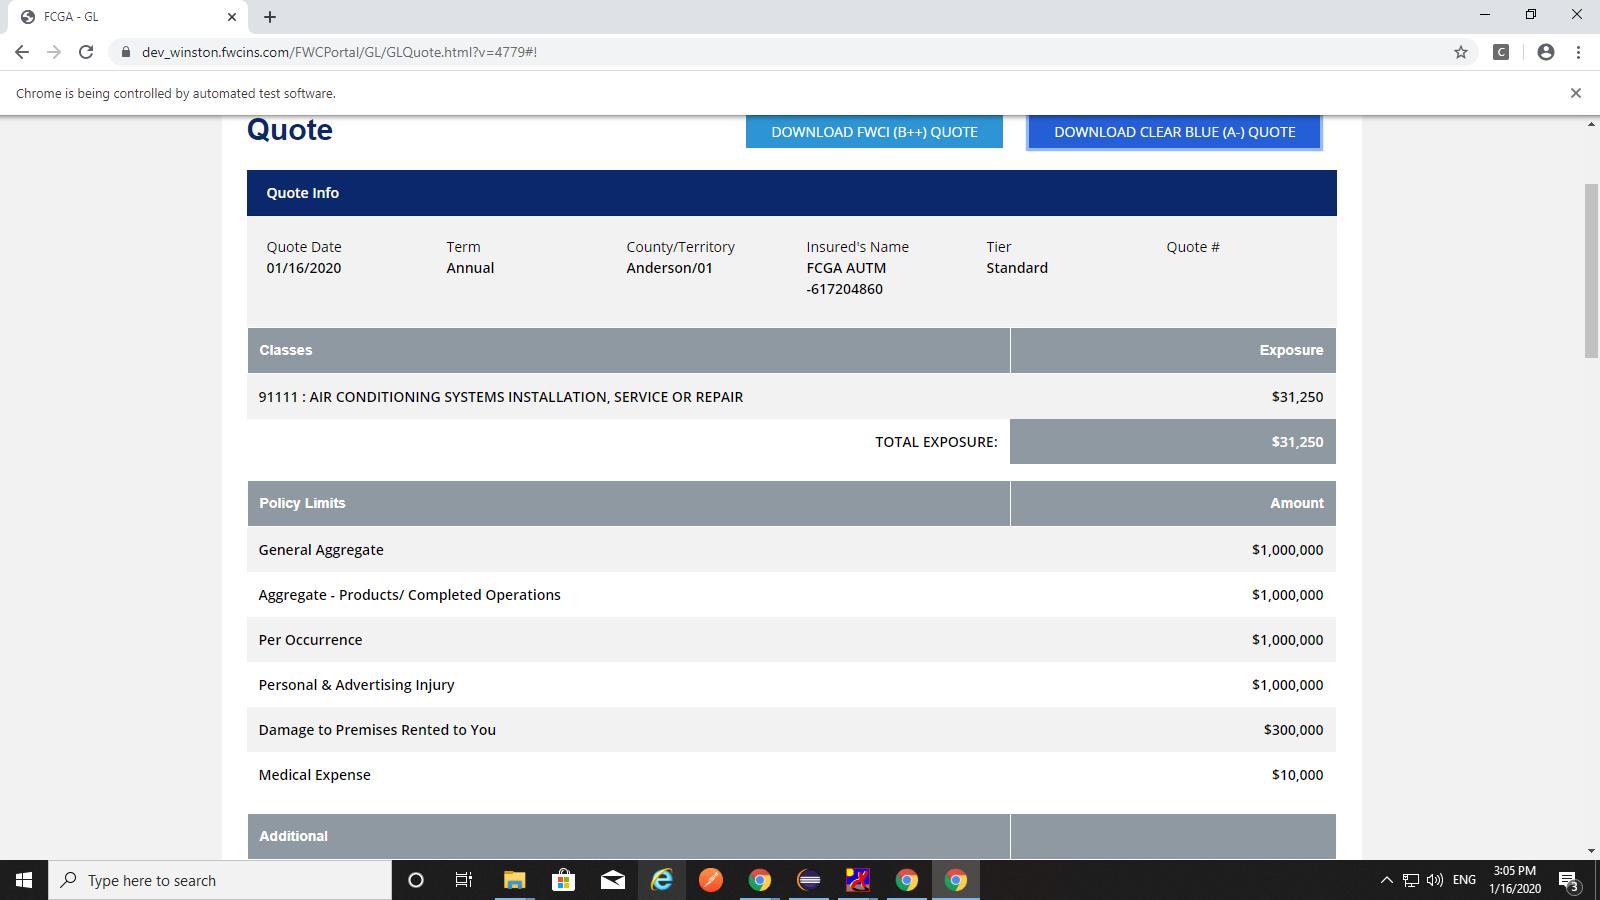 FCGA - GL
dev_winston.fwcins.com/FWCPortal/GL/GLQuote.html?v=4779#!
C
Chrome is being controlled by automated test software.
Quote
DOWNLOAD FWCI (B++) QUOTE
DOWNLOAD CLEAR BLUE (A-) QUOTE
Quote Info
Quote Date
Term
County/Territory
Insured's Name
Tier
Quote #
01/16/2020
Annual
Anderson/01
FCGA AUTM
Standard
-617204860
Classes
Exposure
91111 : AIR CONDITIONING SYSTEMS INSTALLATION, SERVICE OR REPAIR
$31,250
TOTAL EXPOSURE:
$31,250
Policy Limits
Amount
General Aggregate
$1,000,000
Aggregate - Products/ Completed Operations
$1,000,000
Per Occurrence
$1,000,000
Personal & Advertising Injury
$1,000,000
Damage to Premises Rented to You
$300,000
Medical Expense
$10,000
Additional
Type here to search
ENG
3:05 PM
1/16/2020
3